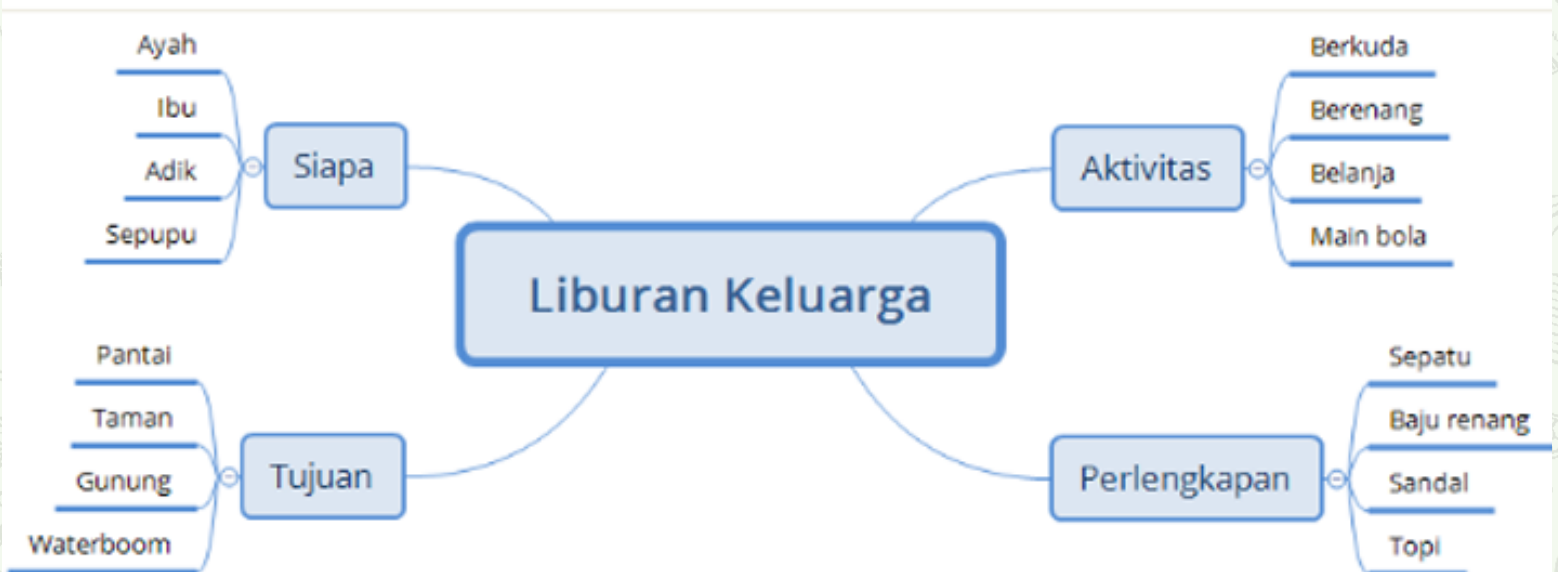 Liburan Keluarga
Siapa
Ayah
Ibu
Adik
Sepupu
Tujuan
Pantai
Taman
Gunung
Waterboom
Aktivitas
Berkuda
Berenang
Belanja
Main bola
Perlengkapan
Sepatu
Baju renang
Sandal
Topi